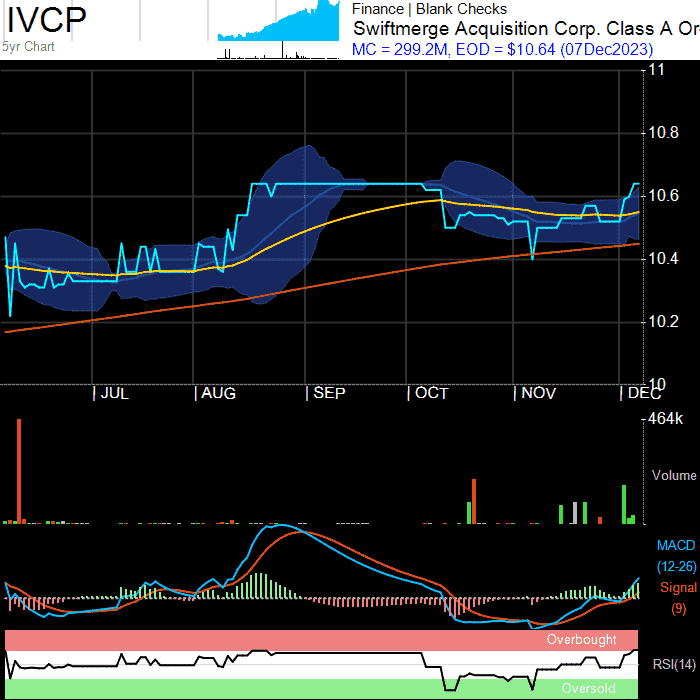 IVCP
5yr Chart
Finance | Blank Checks
Swiftmerge Acquisition Corp. Class A Or
MC = 299.2M, EOD = $10.64 (07Dec2023)
11
10.8
10.6
10.4
10.2
10
JUL
AUG
SEP
OCT
NOV
DEC
464k
Volume
MACD
(12-26)
Signal
(9)
Overbought
RSI(14)
Oversold